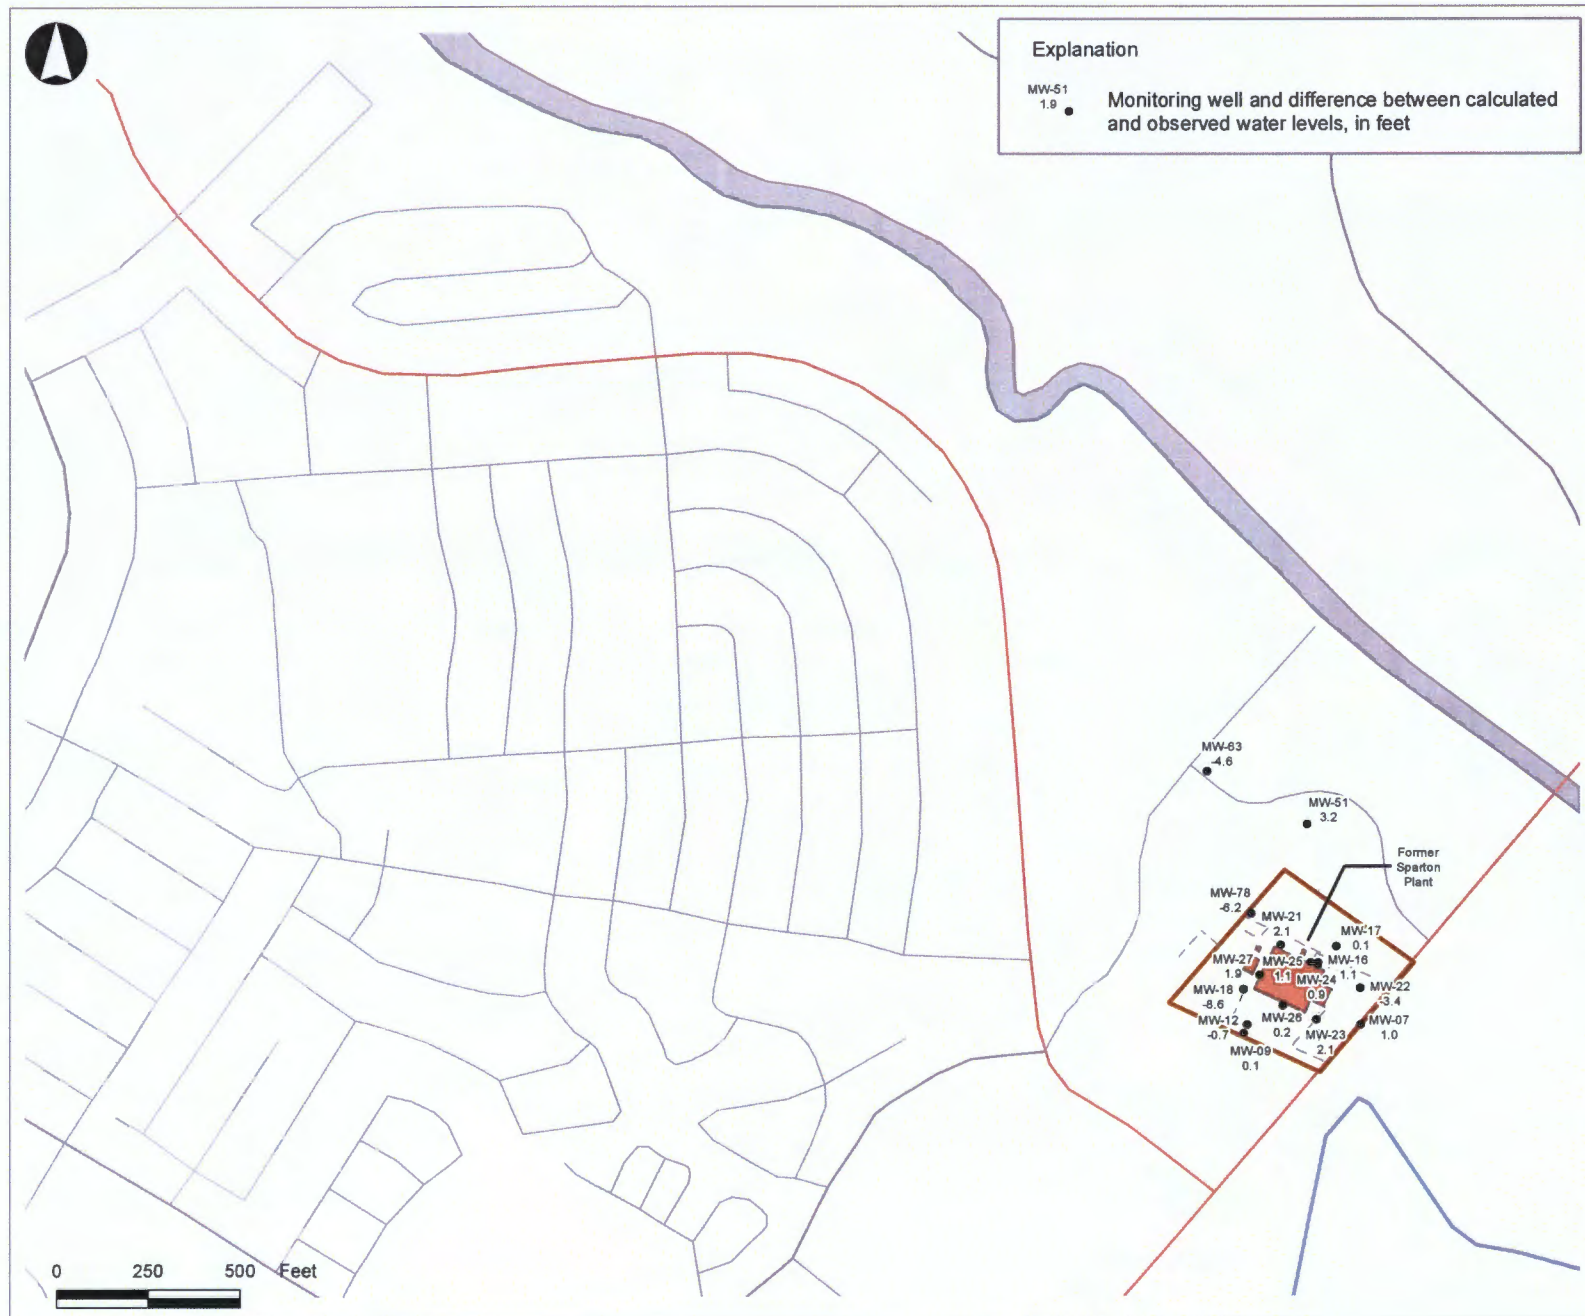 Explanation
MW-51
1.9
Monitoring well and difference between calculated
and observed water levels, in feet
MW-63
-4.6
MW-51
3.2
Former
Sparton
Plant
MW-78
-6.2
MW-21
2.1
MW-17
0.1
MW-27
1.9
MW-25
1.1
MW-16
1.1
MW-24
0.9
MW-18
-8.6
MW-22
-3.4
MW-12
-0.7
MW-26
0.2
MW-07
1.0
MW-09
0.1
MW-23
2.1
0 250 500 Feet